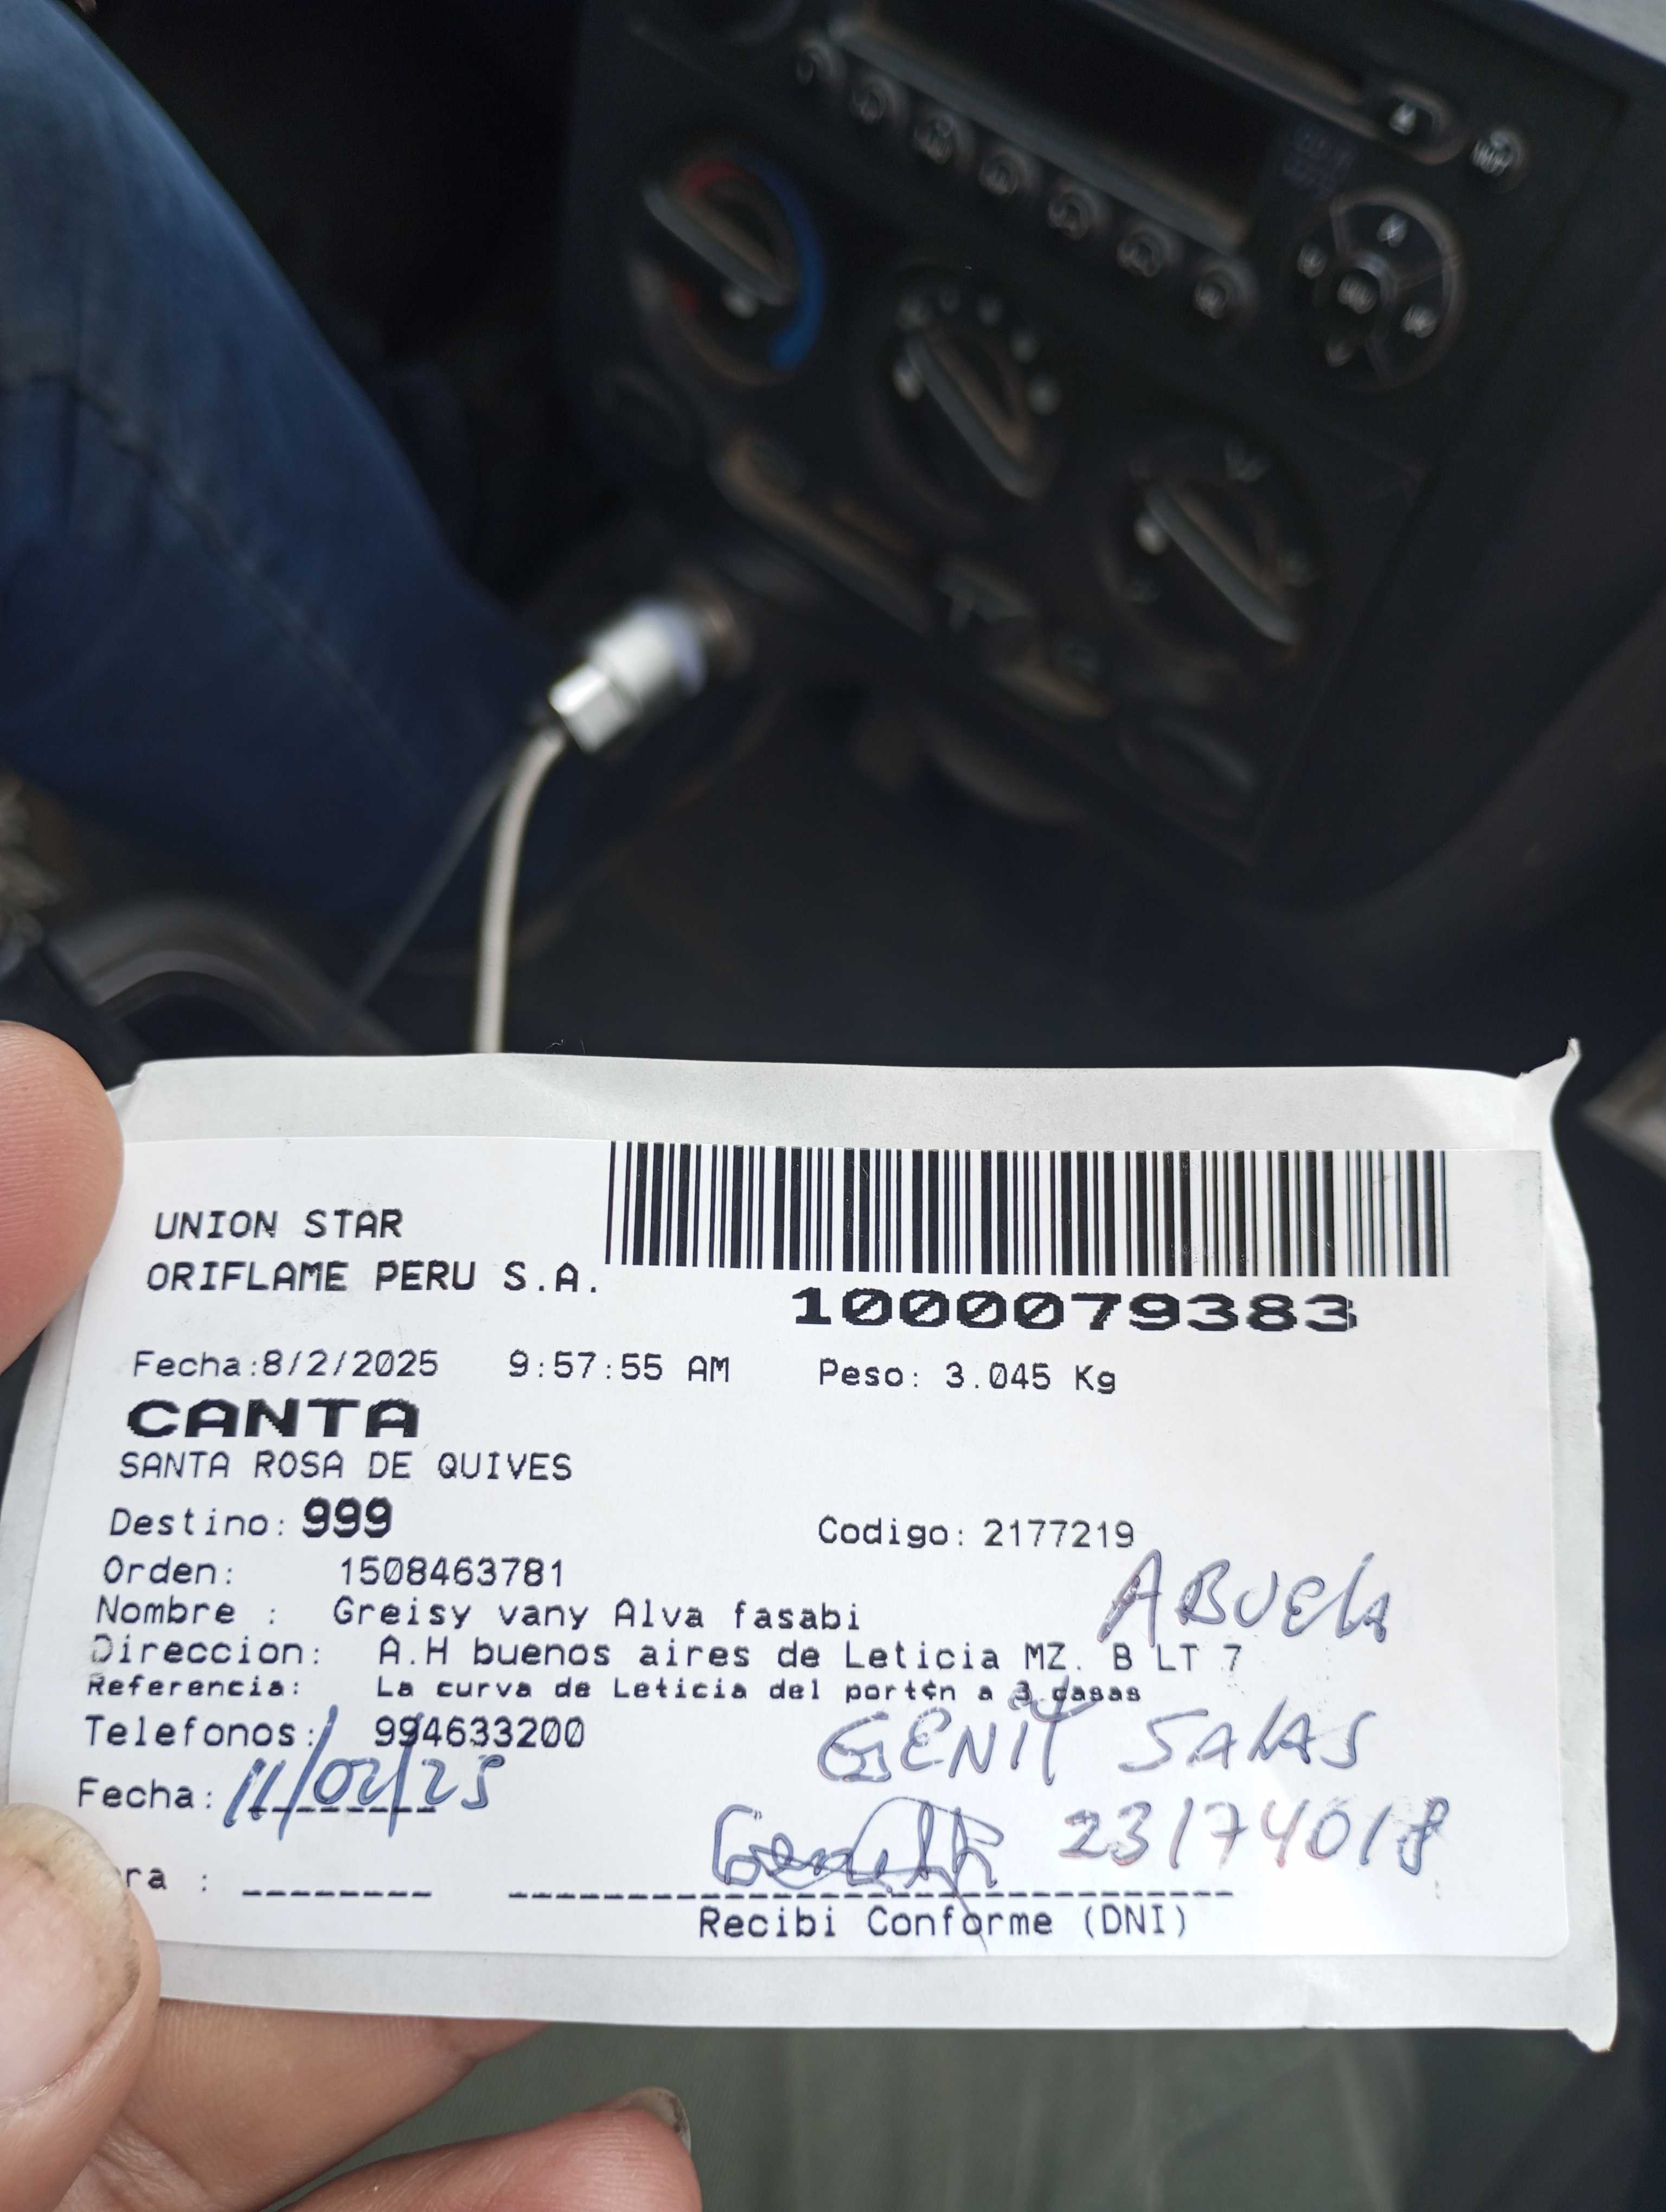 UNION STAR
ORIFLAME PERU S.A.
1000079383
Fecha:8/2/2025 9:57:55 AM Peso: 3.045 Kg
CANTA
SANTA ROSA DE QUIVES
Destino: 999 Codigo: 2177219
Orden: 1508463781
ABUELA
Nombre : Greisy vany Alva fasabi
Direccion: A.H buenos aires de Leticia MZ. B LT 7
Referencia: La curva de Leticia del port¢n a 3 casas
Telefonos: 994633200
GENIT SALAS
Fecha: 11/02/25
23174018
ra :
Recibi Conforme (DNI)